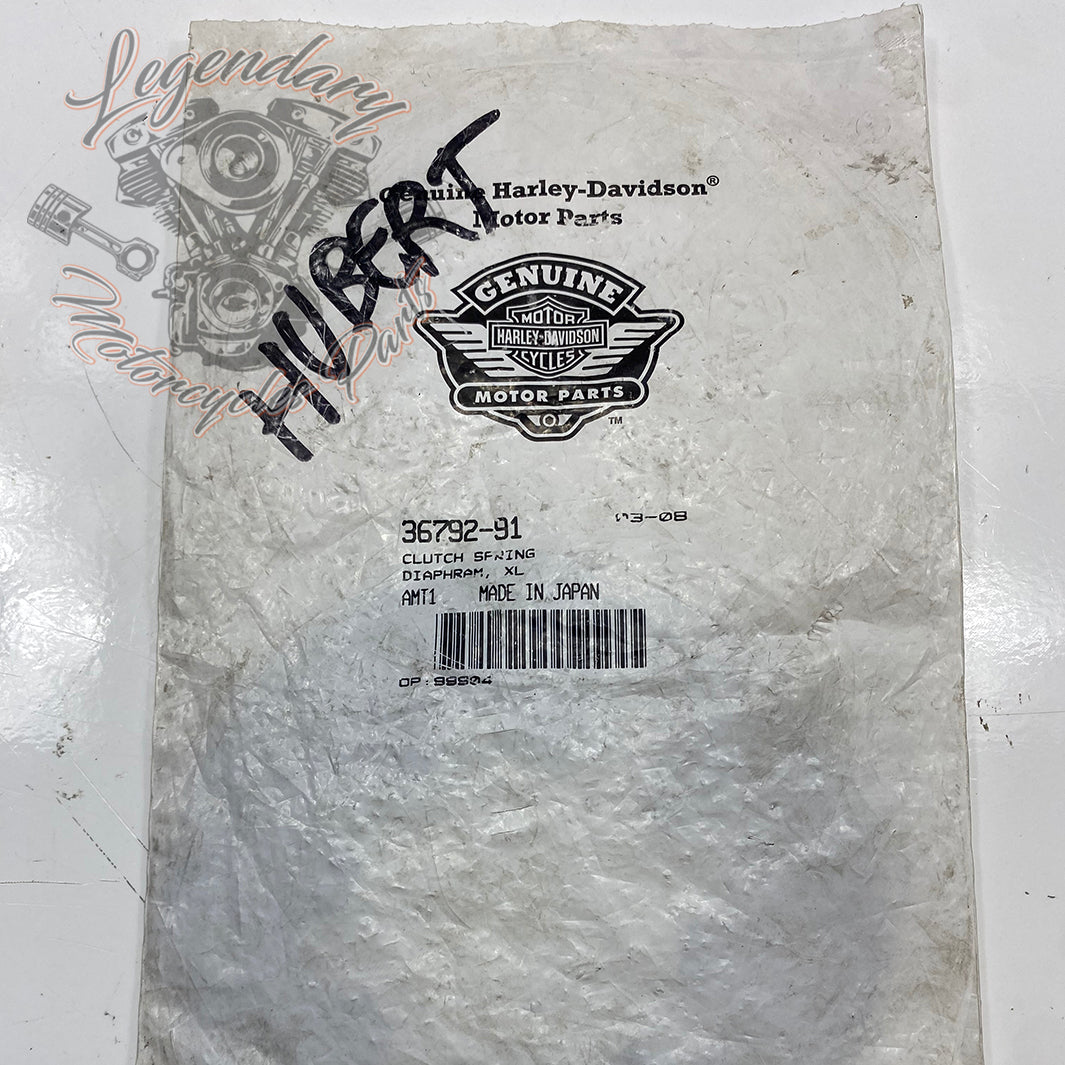 Legendary
Motorcycle Parts
HUBERT
Genuine Harley-Davidson®
Motor Parts
GENUINE
MOTOR
HARLEY-DAVIDSON
CYCLES
MOTOR PARTS
™
36792-91
03-08
CLUTCH SPRING
DIAPHRAM, XL
AMT1 MADE IN JAPAN
OP:99904